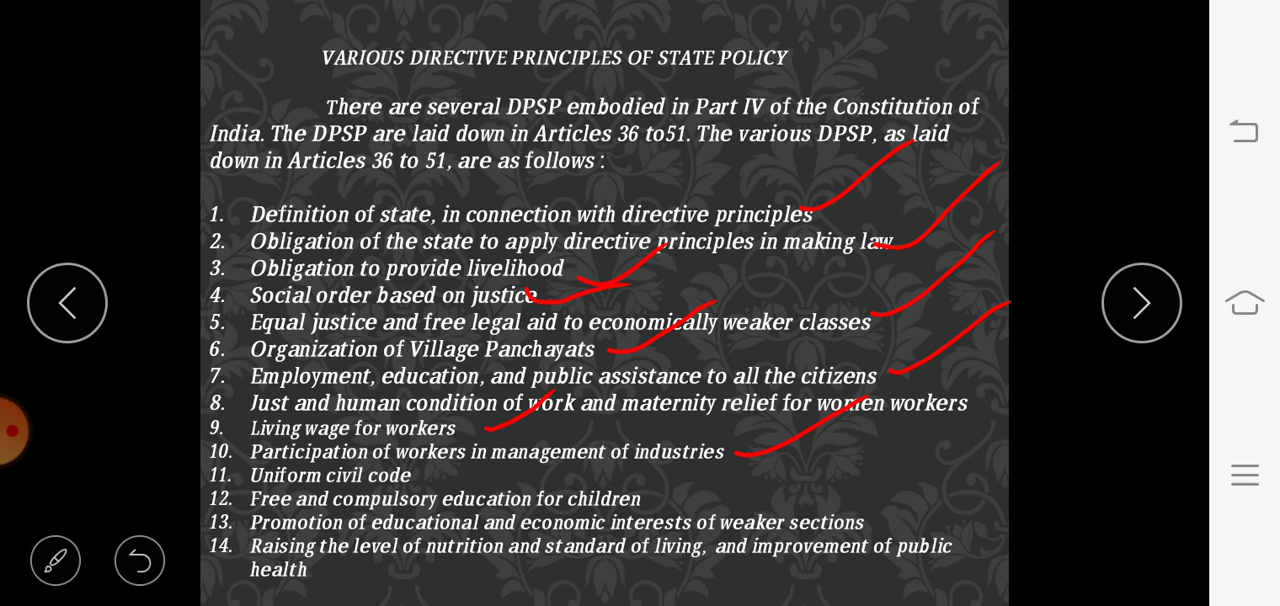 VARIOUS DIRECTIVE PRINCIPLES OF STATE POLICY
There are several DPSP embodied in Part IV of the Constitution of
India. The DPSP are laid down in Articles 36 to51. The various DPSP, as laid
down in Articles 36 to 51, are as follows :
1. Definition of state, in connection with directive principles
2. Obligation of the state to apply directive principles in making law
3. Obligation to provide livelihood
4. Social order based on justice
5. Equal justice and free legal aid to economically weaker classes
6. Organization of Village Panchayats
7. Employment, education, and public assistance to all the citizens
8. Just and human condition of work and maternity relief for women workers
9. Living wage for workers
10. Participation of workers in management of industries
11. Uniform civil code
12. Free and compulsory education for children
13. Promotion of educational and economic interests of weaker sections
14. Raising the level of nutrition and standard of living, and improvement of public
health